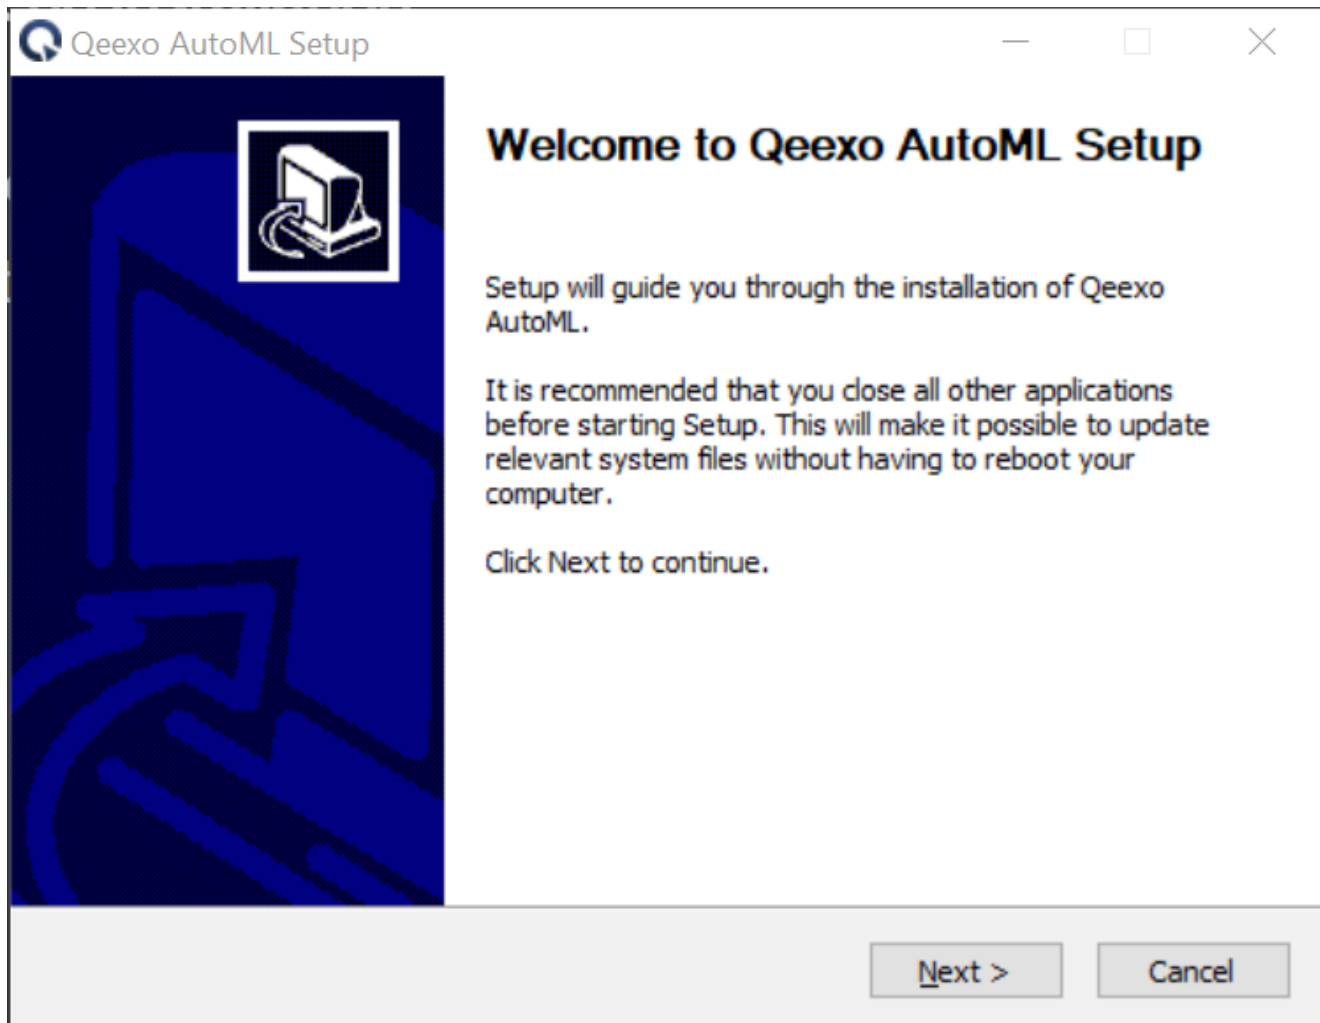 Qeexo AutoML Setup
Welcome to Qeexo AutoML Setup
Setup will guide you through the installation of Qeexo
AutoML.
It is recommended that you close all other applications
before starting Setup. This will make it possible to update
relevant system files without having to reboot your
computer.
Click Next to continue.
Next >
Cancel